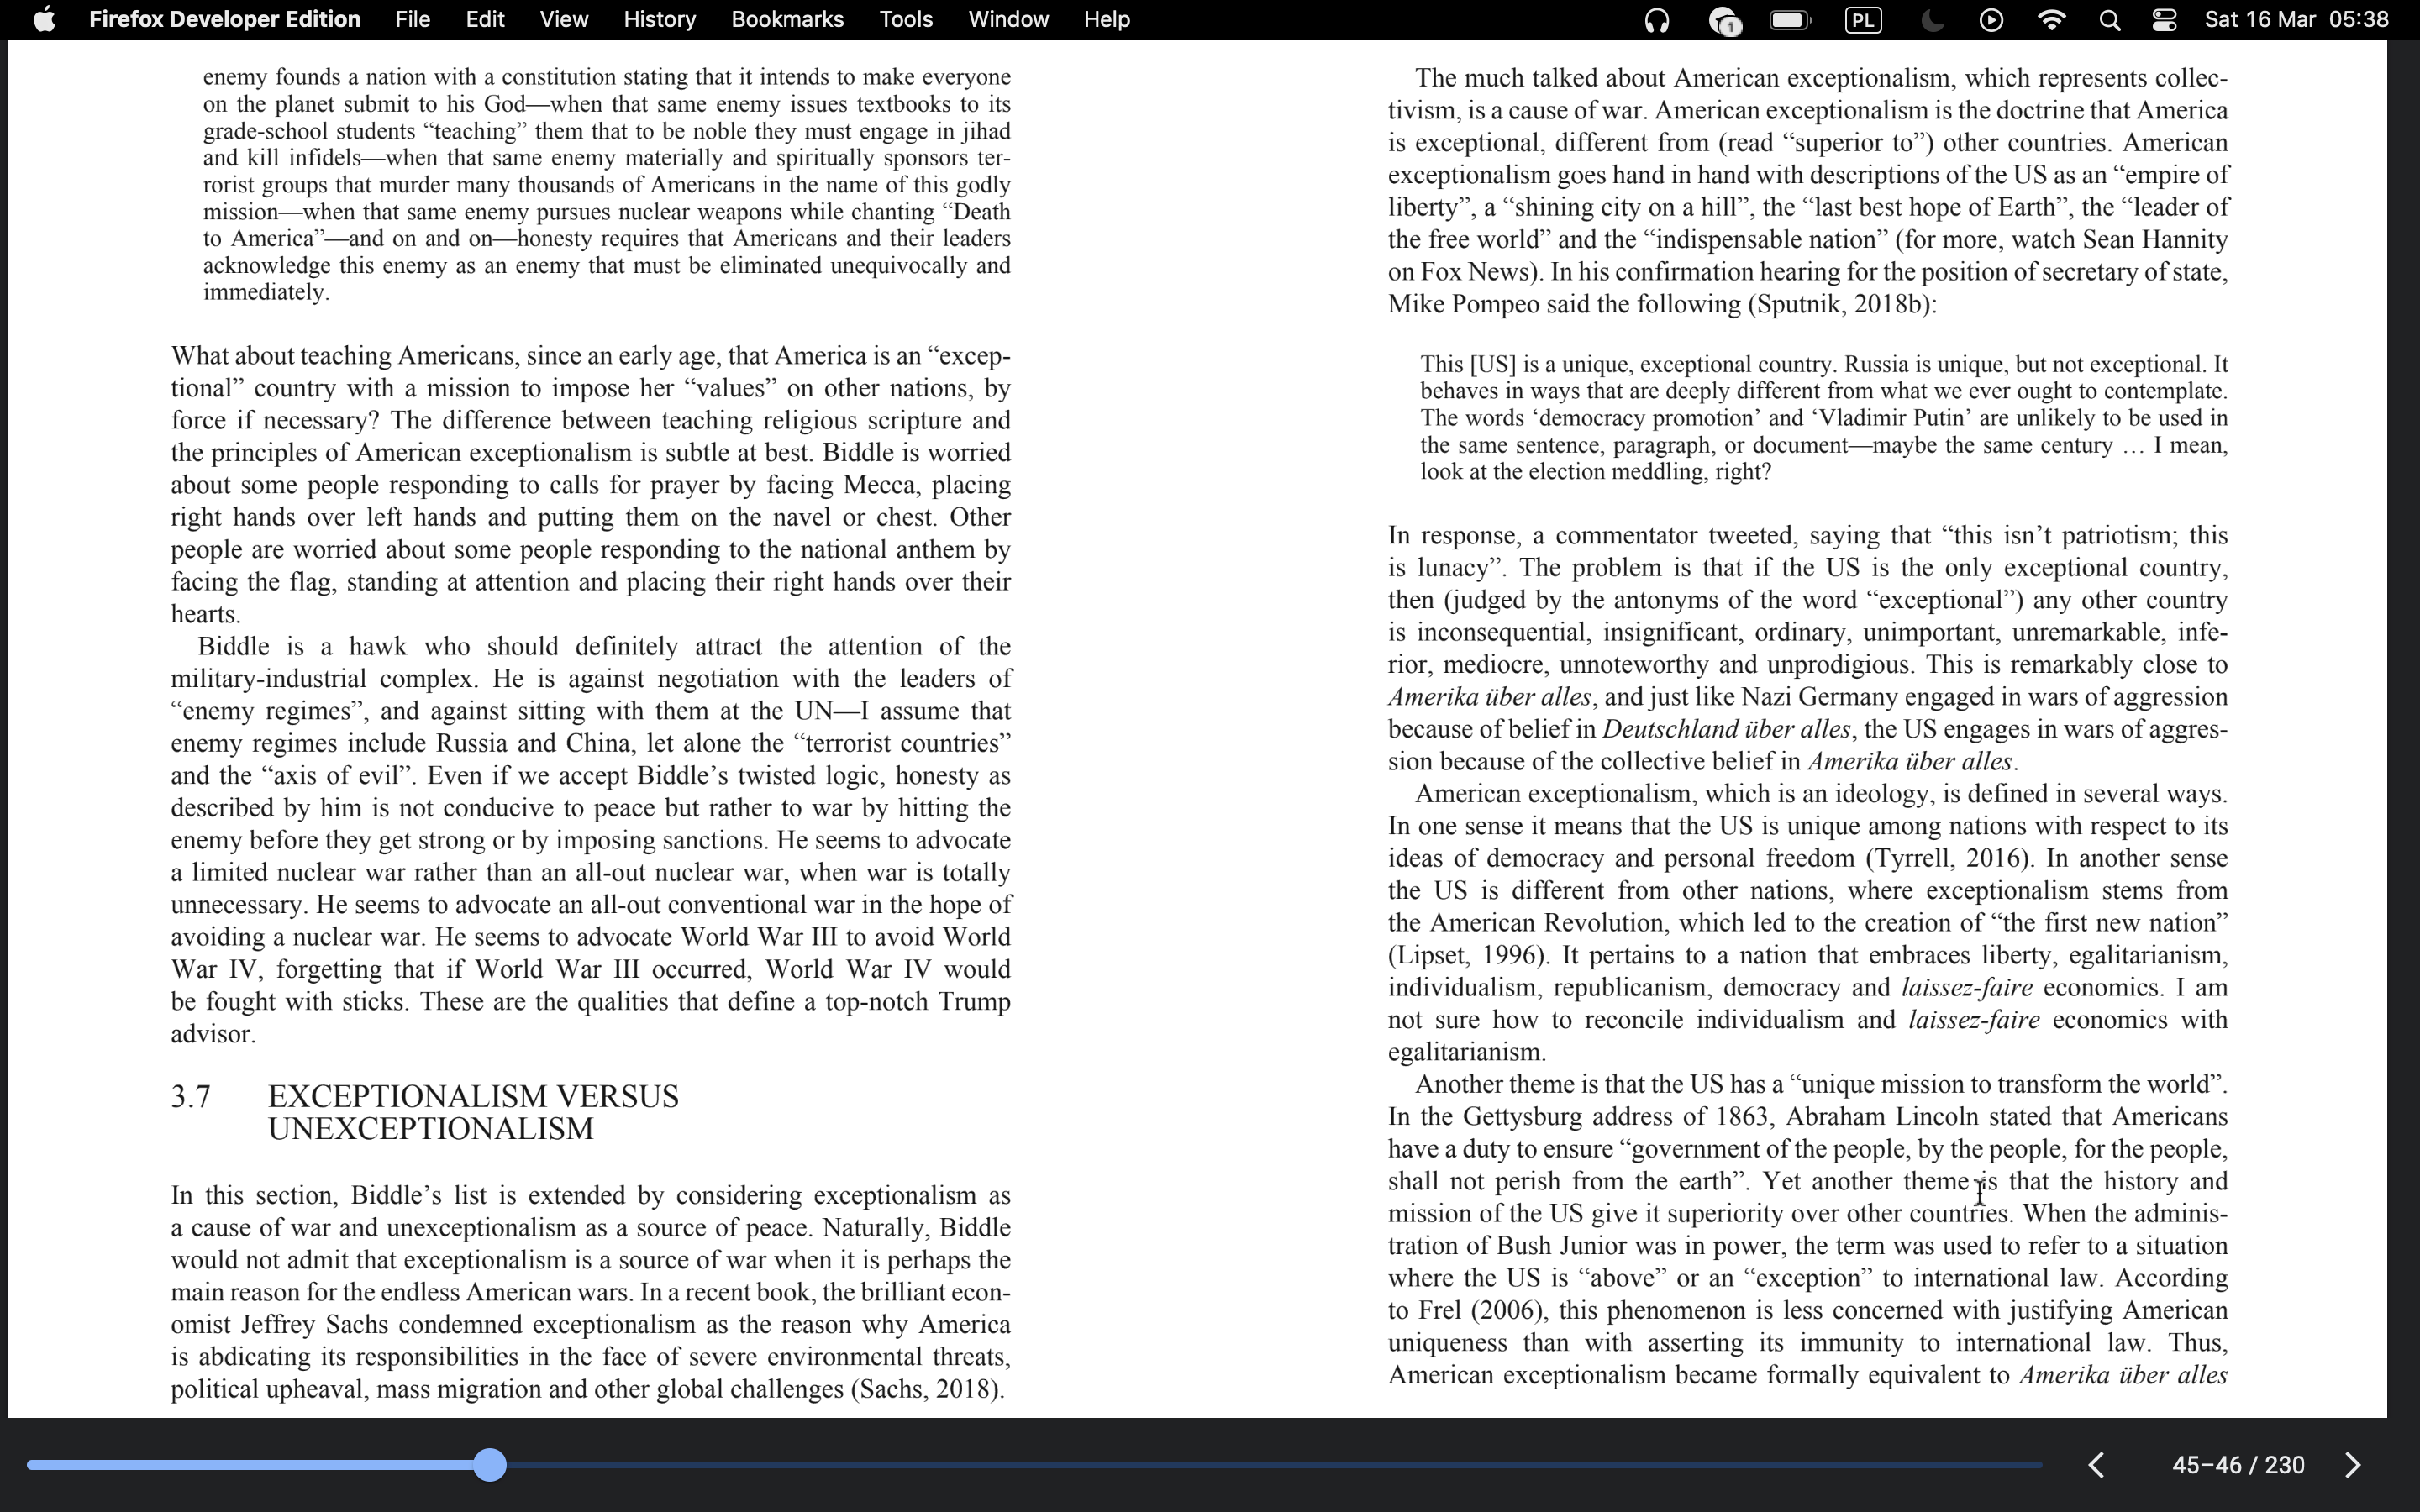 Firefox Developer Edition File Edit View History Bookmarks Tools Window Help 1 PL Sat 16 Mar 05:38
enemy founds a nation with a constitution stating that it intends to make everyone
on the planet submit to his God—when that same enemy issues textbooks to its
grade-school students “teaching” them that to be noble they must engage in jihad
and kill infidels—when that same enemy materially and spiritually sponsors ter-
rorist groups that murder many thousands of Americans in the name of this godly
mission—when that same enemy pursues nuclear weapons while chanting “Death
to America”—and on and on—honesty requires that Americans and their leaders
acknowledge this enemy as an enemy that must be eliminated unequivocally and
immediately.
What about teaching Americans, since an early age, that America is an “excep-
tional” country with a mission to impose her “values” on other nations, by
force if necessary? The difference between teaching religious scripture and
the principles of American exceptionalism is subtle at best. Biddle is worried
about some people responding to calls for prayer by facing Mecca, placing
right hands over left hands and putting them on the navel or chest. Other
people are worried about some people responding to the national anthem by
facing the flag, standing at attention and placing their right hands over their
hearts.
Biddle is a hawk who should definitely attract the attention of the
military-industrial complex. He is against negotiation with the leaders of
“enemy regimes”, and against sitting with them at the UN—I assume that
enemy regimes include Russia and China, let alone the “terrorist countries”
and the “axis of evil”. Even if we accept Biddle’s twisted logic, honesty as
described by him is not conducive to peace but rather to war by hitting the
enemy before they get strong or by imposing sanctions. He seems to advocate
a limited nuclear war rather than an all-out nuclear war, when war is totally
unnecessary. He seems to advocate an all-out conventional war in the hope of
avoiding a nuclear war. He seems to advocate World War III to avoid World
War IV, forgetting that if World War III occurred, World War IV would
be fought with sticks. These are the qualities that define a top-notch Trump
advisor.
3.7 EXCEPTIONALISM VERSUS
UNEXCEPTIONALISM
In this section, Biddle’s list is extended by considering exceptionalism as
a cause of war and unexceptionalism as a source of peace. Naturally, Biddle
would not admit that exceptionalism is a source of war when it is perhaps the
main reason for the endless American wars. In a recent book, the brilliant econ-
omist Jeffrey Sachs condemned exceptionalism as the reason why America
is abdicating its responsibilities in the face of severe environmental threats,
political upheaval, mass migration and other global challenges (Sachs, 2018).
The much talked about American exceptionalism, which represents collec-
tivism, is a cause of war. American exceptionalism is the doctrine that America
is exceptional, different from (read “superior to”) other countries. American
exceptionalism goes hand in hand with descriptions of the US as an “empire of
liberty”, a “shining city on a hill”, the “last best hope of Earth”, the “leader of
the free world” and the “indispensable nation” (for more, watch Sean Hannity
on Fox News). In his confirmation hearing for the position of secretary of state,
Mike Pompeo said the following (Sputnik, 2018b):
This [US] is a unique, exceptional country. Russia is unique, but not exceptional. It
behaves in ways that are deeply different from what we ever ought to contemplate.
The words ‘democracy promotion’ and ‘Vladimir Putin’ are unlikely to be used in
the same sentence, paragraph, or document—maybe the same century … I mean,
look at the election meddling, right?
In response, a commentator tweeted, saying that “this isn’t patriotism; this
is lunacy”. The problem is that if the US is the only exceptional country,
then (judged by the antonyms of the word “exceptional”) any other country
is inconsequential, insignificant, ordinary, unimportant, unremarkable, infe-
rior, mediocre, unnoteworthy and unprodigious. This is remarkably close to
Amerika über alles, and just like Nazi Germany engaged in wars of aggression
because of belief in Deutschland über alles, the US engages in wars of aggres-
sion because of the collective belief in Amerika über alles.
American exceptionalism, which is an ideology, is defined in several ways.
In one sense it means that the US is unique among nations with respect to its
ideas of democracy and personal freedom (Tyrrell, 2016). In another sense
the US is different from other nations, where exceptionalism stems from
the American Revolution, which led to the creation of “the first new nation”
(Lipset, 1996). It pertains to a nation that embraces liberty, egalitarianism,
individualism, republicanism, democracy and laissez-faire economics. I am
not sure how to reconcile individualism and laissez-faire economics with
egalitarianism.
Another theme is that the US has a “unique mission to transform the world”.
In the Gettysburg address of 1863, Abraham Lincoln stated that Americans
have a duty to ensure “government of the people, by the people, for the people,
shall not perish from the earth”. Yet another theme is that the history and
mission of the US give it superiority over other countries. When the adminis-
tration of Bush Junior was in power, the term was used to refer to a situation
where the US is “above” or an “exception” to international law. According
to Frel (2006), this phenomenon is less concerned with justifying American
uniqueness than with asserting its immunity to international law. Thus,
American exceptionalism became formally equivalent to Amerika über alles
45–46 / 230